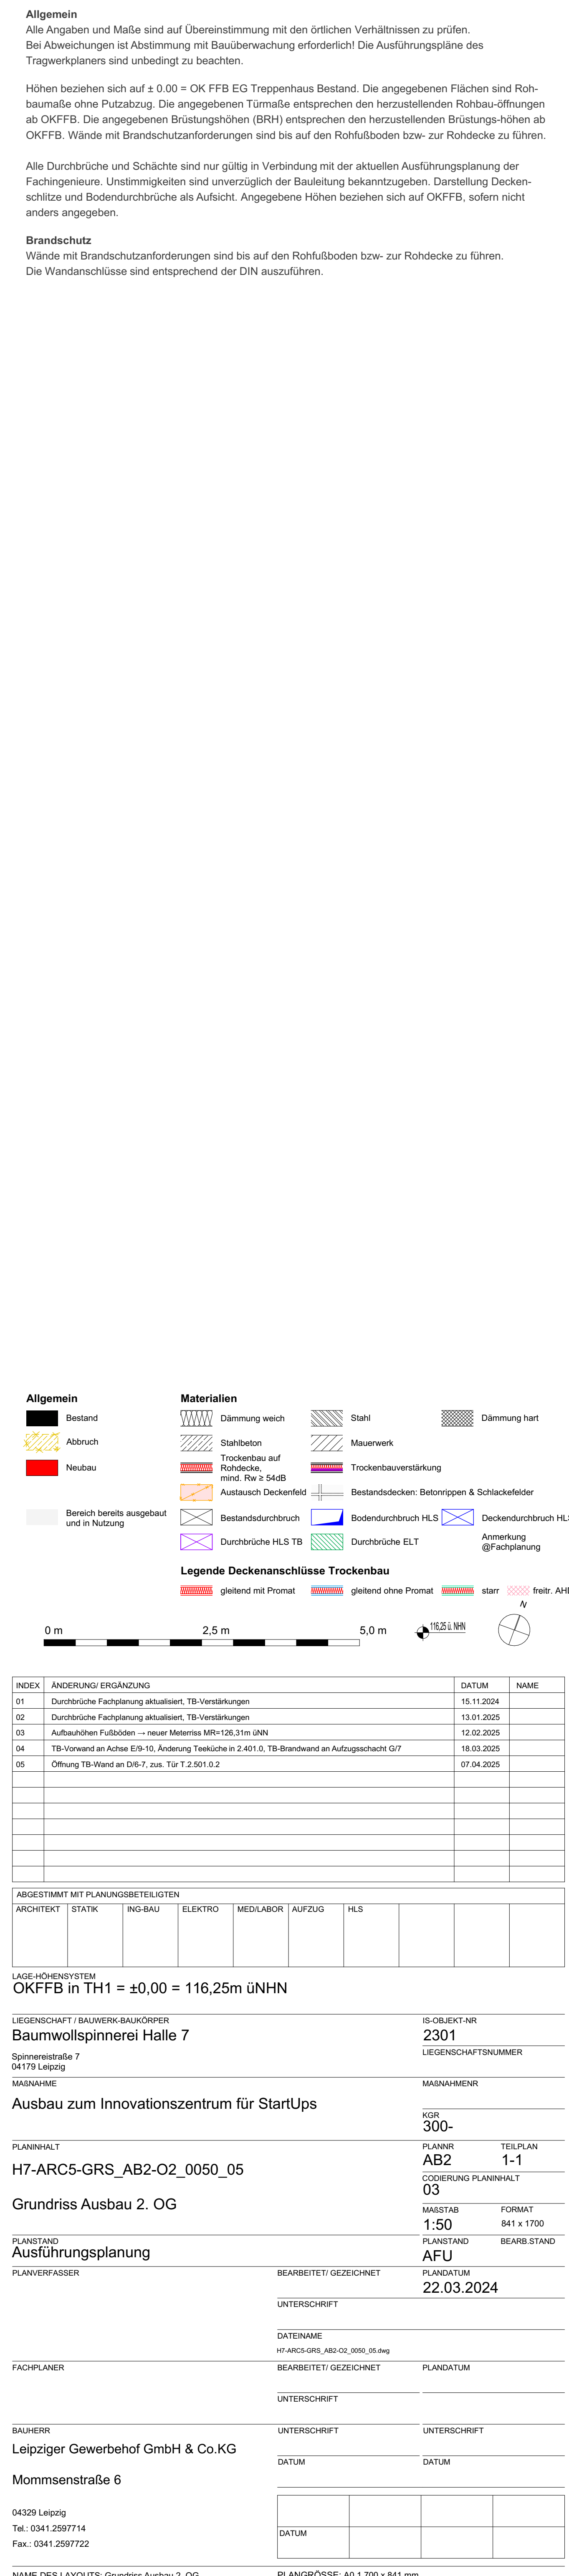 Allgemein
Alle Angaben und Maße sind auf Übereinstimmung mit den örtlichen Verhältnissen zu prüfen.
Bei Abweichungen ist Abstimmung mit Bauüberwachung erforderlich! Die Ausführungspläne des
Tragwerkplaners sind unbedingt zu beachten.
Höhen beziehen sich auf ± 0.00 = OK FFB EG Treppenhaus Bestand. Die angegebenen Flächen sind Roh-
baumaße ohne Putzabzug. Die angegebenen Türmaße entsprechen den herzustellenden Rohbau-öffnungen
ab OKFFB. Die angegebenen Brüstungshöhen (BRH) entsprechen den herzustellenden Brüstungs-höhen ab
OKFFB. Wände mit Brandschutzanforderungen sind bis auf den Rohfußboden bzw- zur Rohdecke zu führen.
Alle Durchbrüche und Schächte sind nur gültig in Verbindung mit der aktuellen Ausführungsplanung der
Fachingenieure. Unstimmigkeiten sind unverzüglich der Bauleitung bekanntzugeben. Darstellung Decken-
schlitze und Bodendurchbrüche als Aufsicht. Angegebene Höhen beziehen sich auf OKFFB, sofern nicht
anders angegeben.
Brandschutz
Wände mit Brandschutzanforderungen sind bis auf den Rohfußboden bzw- zur Rohdecke zu führen.
Die Wandanschlüsse sind entsprechend der DIN auszuführen.
Allgemein
Bestand
Abbruch
Neubau
Bereich bereits ausgebaut
und in Nutzung
Materialien
Dämmung weich
Stahl
Dämmung hart
Stahlbeton
Mauerwerk
Trockenbau auf
Rohdecke,
mind. Rw ≥ 54dB
Trockenbauverstärkung
Austausch Deckenfeld
Bestandsdecken: Betonrippen & Schlackefelder
Bestandsdurchbruch
Bodendurchbruch HLS
Deckendurchbruch HLS
Durchbrüche HLS TB
Durchbrüche ELT
Anmerkung
@Fachplanung
Legende Deckenanschlüsse Trockenbau
gleitend mit Promat
gleitend ohne Promat
starr
freitr. AHD
N
0 m 2,5 m 5,0 m
116,25 ü. NHN
INDEX ÄNDERUNG/ ERGÄNZUNG DATUM NAME
01 Durchbrüche Fachplanung aktualisiert, TB-Verstärkungen 15.11.2024
02 Durchbrüche Fachplanung aktualisiert, TB-Verstärkungen 13.01.2025
03 Aufbauhöhen Fußböden → neuer Meterriss MR=126,31m üNN 12.02.2025
04 TB-Vorwand an Achse E/9-10, Änderung Teeküche in 2.401.0, TB-Brandwand an Aufzugsschacht G/7 18.03.2025
05 Öffnung TB-Wand an D/6-7, zus. Tür T.2.501.0.2 07.04.2025
ABGESTIMMT MIT PLANUNGSBETEILIGTEN
ARCHITEKT STATIK ING-BAU ELEKTRO MED/LABOR AUFZUG HLS
LAGE-HÖHENSYSTEM
OKFFB in TH1 = ±0,00 = 116,25m üNHN
LIEGENSCHAFT / BAUWERK-BAUKÖRPER
Baumwollspinnerei Halle 7
Spinnereistraße 7
04179 Leipzig
IS-OBJEKT-NR
2301
LIEGENSCHAFTSNUMMER
MAßNAHME
Ausbau zum Innovationszentrum für StartUps
MAßNAHMENR
KGR
300-
PLANINHALT
H7-ARC5-GRS_AB2-O2_0050_05
Grundriss Ausbau 2. OG
PLANNR TEILPLAN
AB2 1-1
CODIERUNG PLANINHALT
03
MAßSTAB FORMAT
1:50 841 x 1700
PLANSTAND
Ausführungsplanung
PLANSTAND BEARB.STAND
AFU
PLANVERFASSER
BEARBEITET/ GEZEICHNET
PLANDATUM
22.03.2024
UNTERSCHRIFT
DATEINAME
H7-ARC5-GRS_AB2-O2_0050_05.dwg
FACHPLANER
BEARBEITET/ GEZEICHNET
PLANDATUM
UNTERSCHRIFT
BAUHERR
Leipziger Gewerbehof GmbH & Co.KG
Mommsenstraße 6
04329 Leipzig
Tel.: 0341.2597714
Fax.: 0341.2597722
UNTERSCHRIFT UNTERSCHRIFT
DATUM DATUM
DATUM
NAME DES LAYOUTS: Grundriss Ausbau 2. OG
PLANGRÖSSE: A0 1.700 x 841 mm